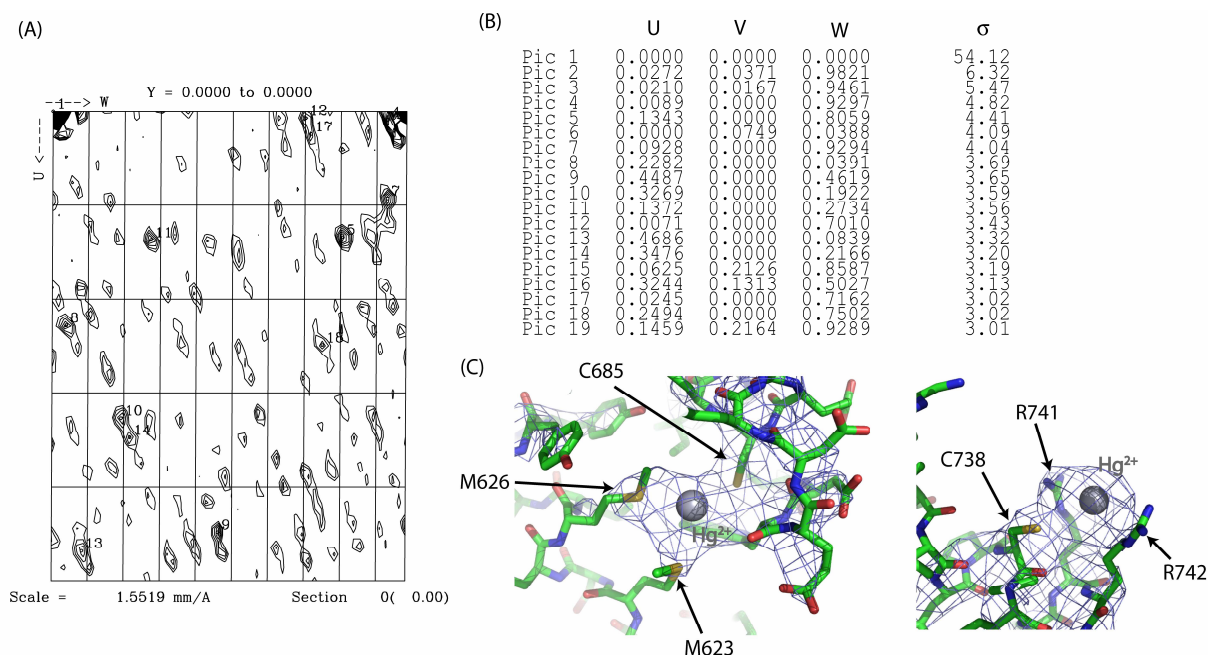 (A)
Y = 0.0000 to 0.0000
1 ----> W
U <----
12
17
4
7
11
5
8
18
10
14
9
13
Scale = 1.5519 mm/A Section 0( 0.00)
(B)
U V W σ
Pic 1 0.0000 0.0000 0.0000 54.12
Pic 2 0.0272 0.0371 0.9821 6.32
Pic 3 0.0210 0.0167 0.9461 5.47
Pic 4 0.0089 0.0000 0.9297 4.82
Pic 5 0.1343 0.0000 0.8059 4.41
Pic 6 0.0000 0.0749 0.0388 4.09
Pic 7 0.0928 0.0000 0.9294 4.04
Pic 8 0.2282 0.0000 0.0391 3.69
Pic 9 0.4487 0.0000 0.4619 3.65
Pic 10 0.3269 0.0000 0.1922 3.59
Pic 11 0.1372 0.0000 0.2734 3.56
Pic 12 0.0071 0.0000 0.7010 3.43
Pic 13 0.4686 0.0000 0.0839 3.32
Pic 14 0.3476 0.0000 0.2166 3.20
Pic 15 0.0625 0.2126 0.8587 3.19
Pic 16 0.3244 0.1313 0.5027 3.13
Pic 17 0.0245 0.0000 0.7162 3.02
Pic 18 0.2494 0.0000 0.7502 3.02
Pic 19 0.1459 0.2164 0.9289 3.01
(C)
C685
M626
Hg²⁺
M623
R741
Hg²⁺
C738
R742